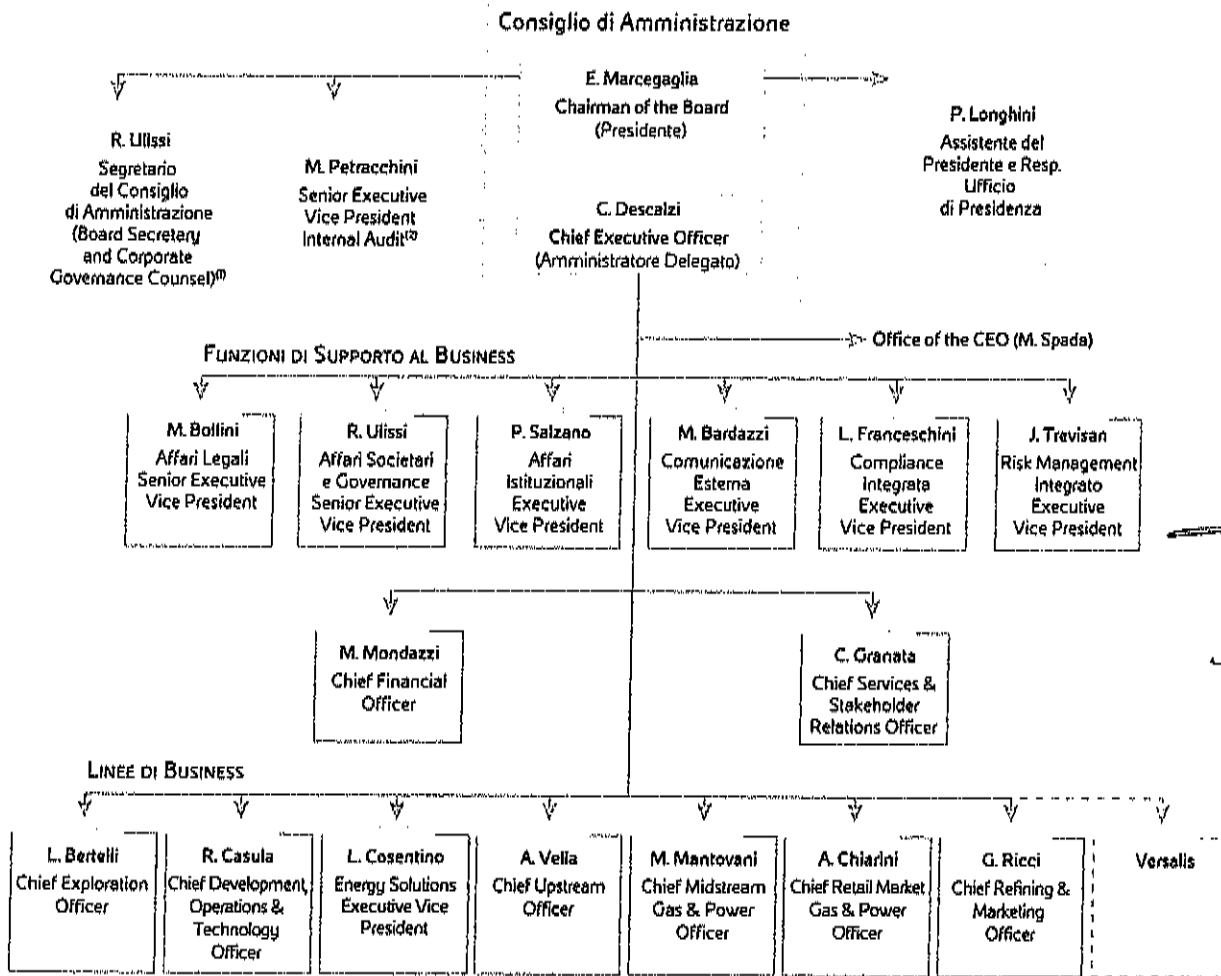 Consiglio di Amministrazione
E. Marcegaglia
Chairman of the Board
(Presidente)
R. Ulissi
Segretario
del Consiglio
di Amministrazione
(Board Secretary
and Corporate
Governance Counsel)(1)
M. Petracchini
Senior Executive
Vice President
Internal Audit(2)
P. Longhini
Assistente del
Presidente e Resp.
Ufficio
di Presidenza
C. Descalzi
Chief Executive Officer
(Amministratore Delegato)
Office of the CEO (M. Spada)
FUNZIONI DI SUPPORTO AL BUSINESS
M. Bollini
Affari Legali
Senior Executive
Vice President
R. Ulissi
Affari Societari
e Governance
Senior Executive
Vice President
P. Salzano
Affari
Istituzionali
Executive
Vice President
M. Bardazzi
Comunicazione
Esterna
Executive
Vice President
L. Franceschini
Compliance
Integrata
Executive
Vice President
J. Trevisan
Risk Management
Integrato
Executive
Vice President
M. Mondazzi
Chief Financial
Officer
C. Granata
Chief Services &
Stakeholder
Relations Officer
LINEE DI BUSINESS
L. Bertelli
Chief Exploration
Officer
R. Casula
Chief Development,
Operations &
Technology
Officer
L. Cosentino
Energy Solutions
Executive Vice
President
A. Vella
Chief Upstream
Officer
M. Mantovani
Chief Midstream
Gas & Power
Officer
A. Chiarini
Chief Retail Market
Gas & Power
Officer
G. Ricci
Chief Refining &
Marketing
Officer
Versalis